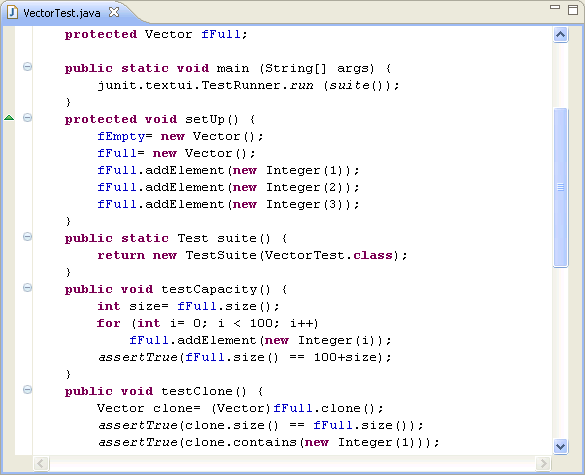 VectorTest.java
protected Vector fFull;
public static void main (String[] args) {
junit.textui.TestRunner.run (suite());
}
protected void setUp() {
fEmpty= new Vector();
fFull= new Vector();
fFull.addElement(new Integer(1));
fFull.addElement(new Integer(2));
fFull.addElement(new Integer(3));
}
public static Test suite() {
return new TestSuite(VectorTest.class);
}
public void testCapacity() {
int size= fFull.size();
for (int i= 0; i < 100; i++)
fFull.addElement(new Integer(i));
assertTrue(fFull.size() == 100+size);
}
public void testClone() {
Vector clone= (Vector)fFull.clone();
assertTrue(clone.size() == fFull.size());
assertTrue(clone.contains(new Integer(1)));